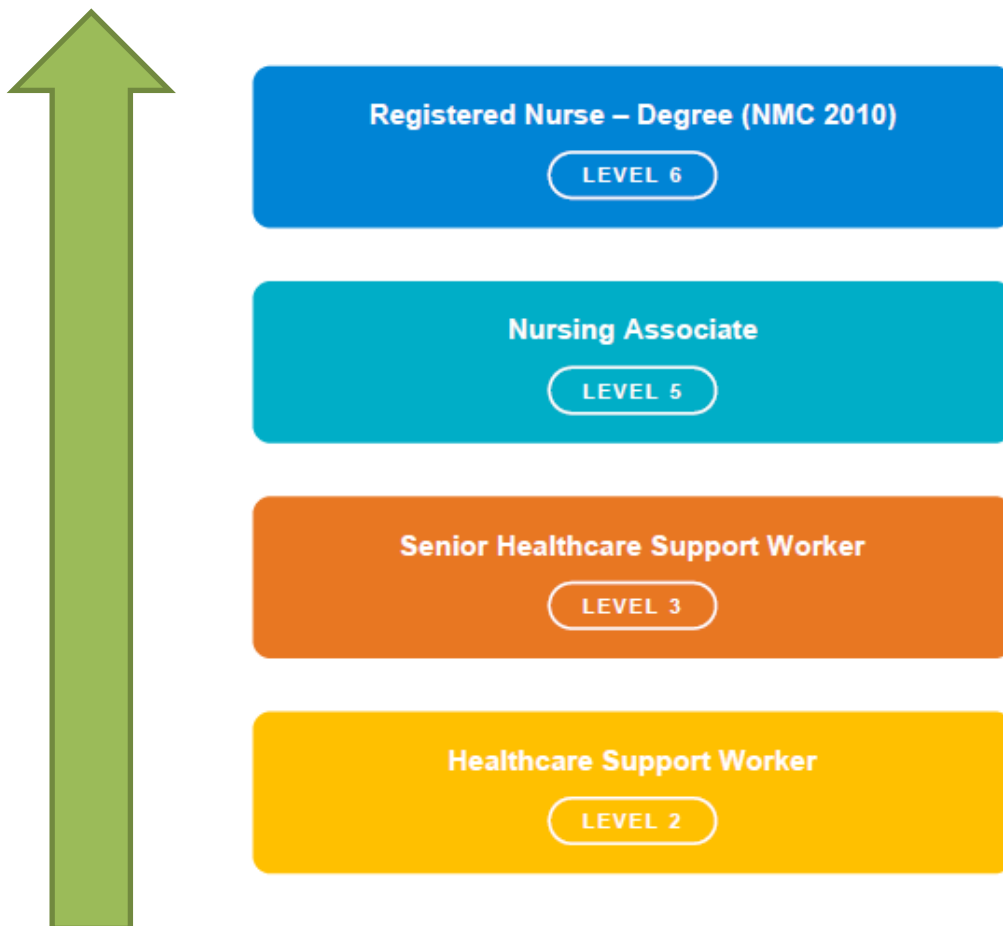 Registered Nurse – Degree (NMC 2010)
LEVEL 6
Nursing Associate
LEVEL 5
Senior Healthcare Support Worker
LEVEL 3
Healthcare Support Worker
LEVEL 2